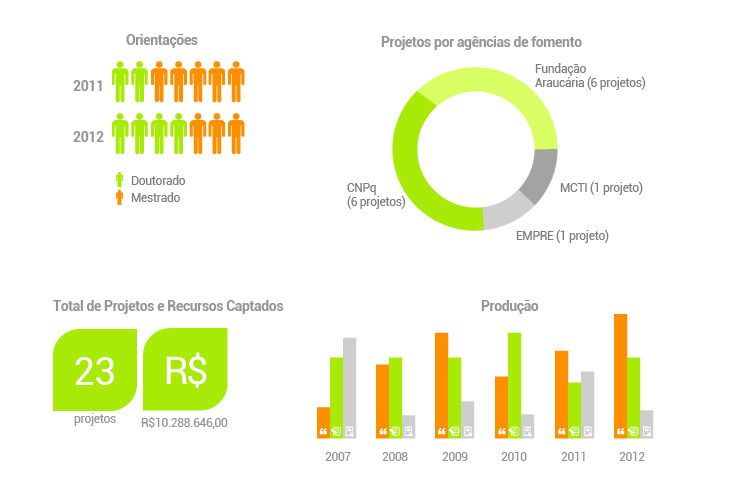 Orientações
2011
2012
Doutorado
Mestrado
Projetos por agências de fomento
Fundação
Araucária (6 projetos)
CNPq
(6 projetos)
MCTI (1 projeto)
EMPRE (1 projeto)
Total de Projetos e Recursos Captados
23
projetos
R$
R$10.288.646,00
Produção
2007
2008
2009
2010
2011
2012